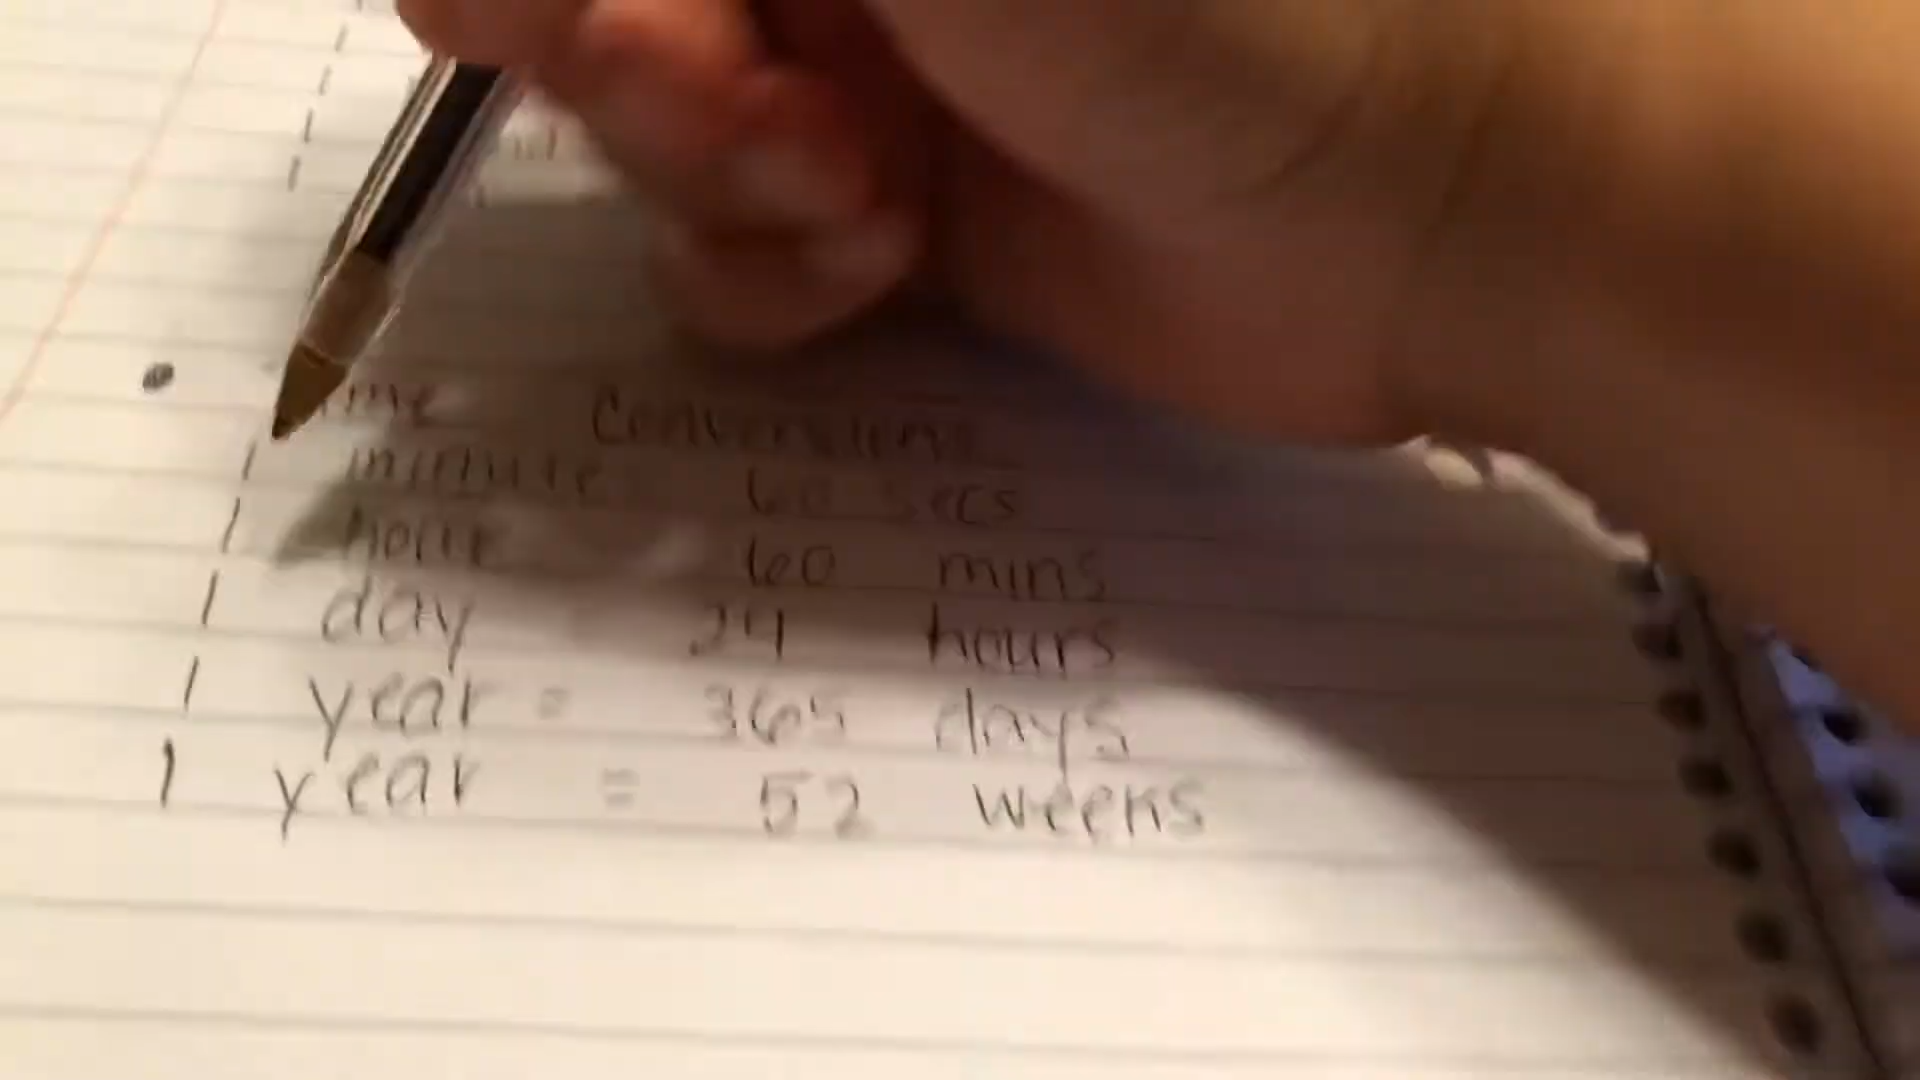 Time Conversions
1 minute 60 secs
1 hour 60 mins
1 day = 24 hours
1 year = 365 days
1 year = 52 weeks